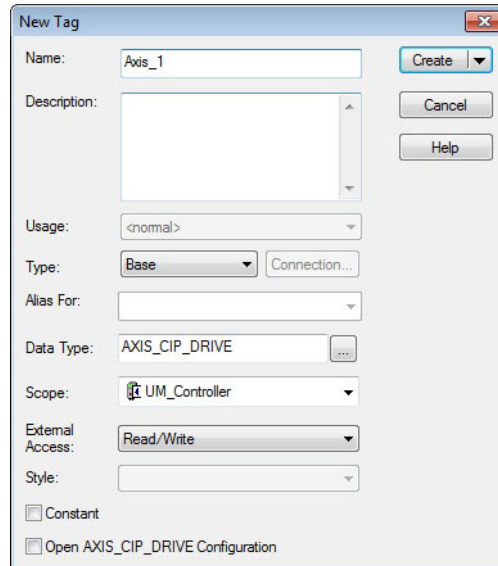 New Tag
Name: Axis_1 Create
Description: Cancel
Help
Usage: <normal>
Type: Base Connection...
Alias For:
Data Type: AXIS_CIP_DRIVE ...
Scope: UM_Controller
External
Access: Read/Write
Style:
Constant
Open AXIS_CIP_DRIVE Configuration